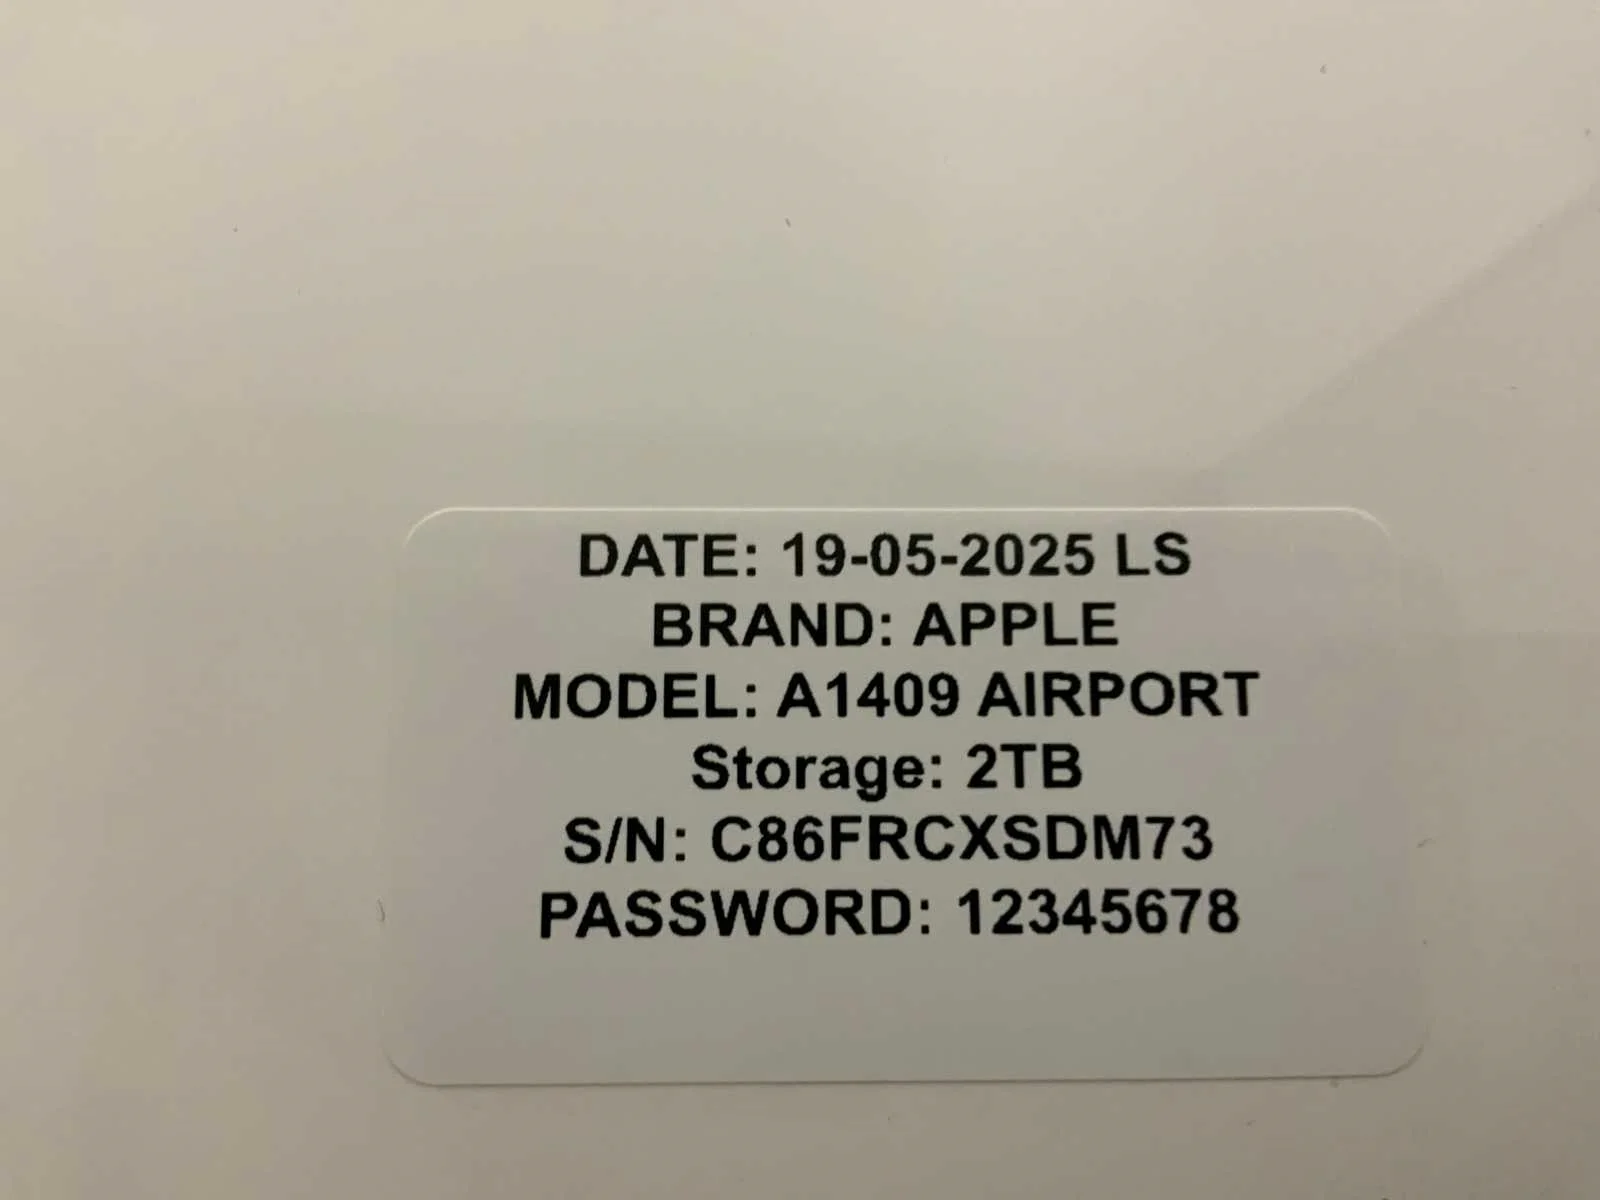 DATE: 19-05-2025 LS
BRAND: APPLE
MODEL: A1409 AIRPORT
Storage: 2TB
S/N: C86FRCXSDM73
PASSWORD: 12345678